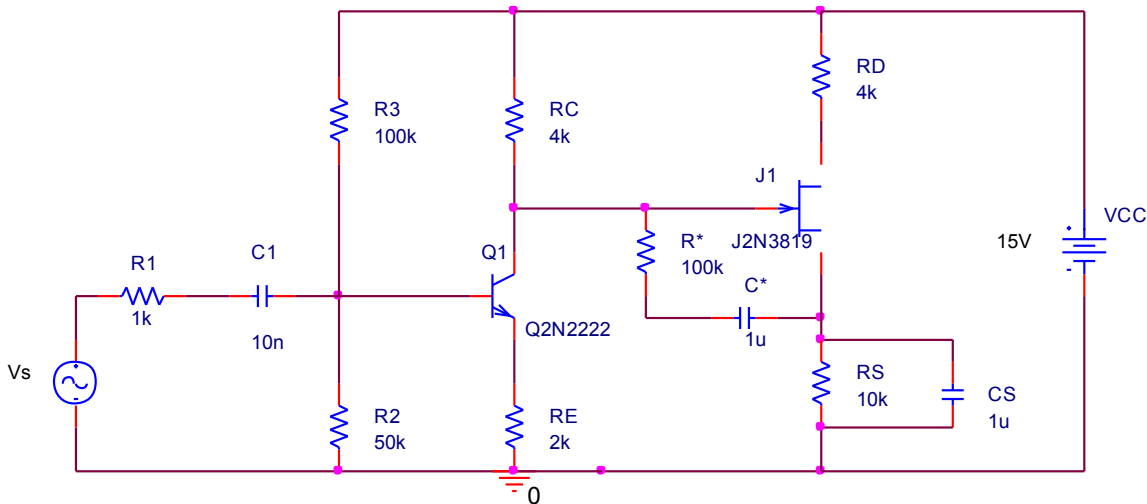 RD
4k
R3
100k
RC
4k
J1
VCC
15V
J2N3819
R*
100k
C1
Q1
R1
C*
1k
10n
Q2N2222
1u
Vs
RS
10k
CS
1u
R2
50k
RE
2k
0